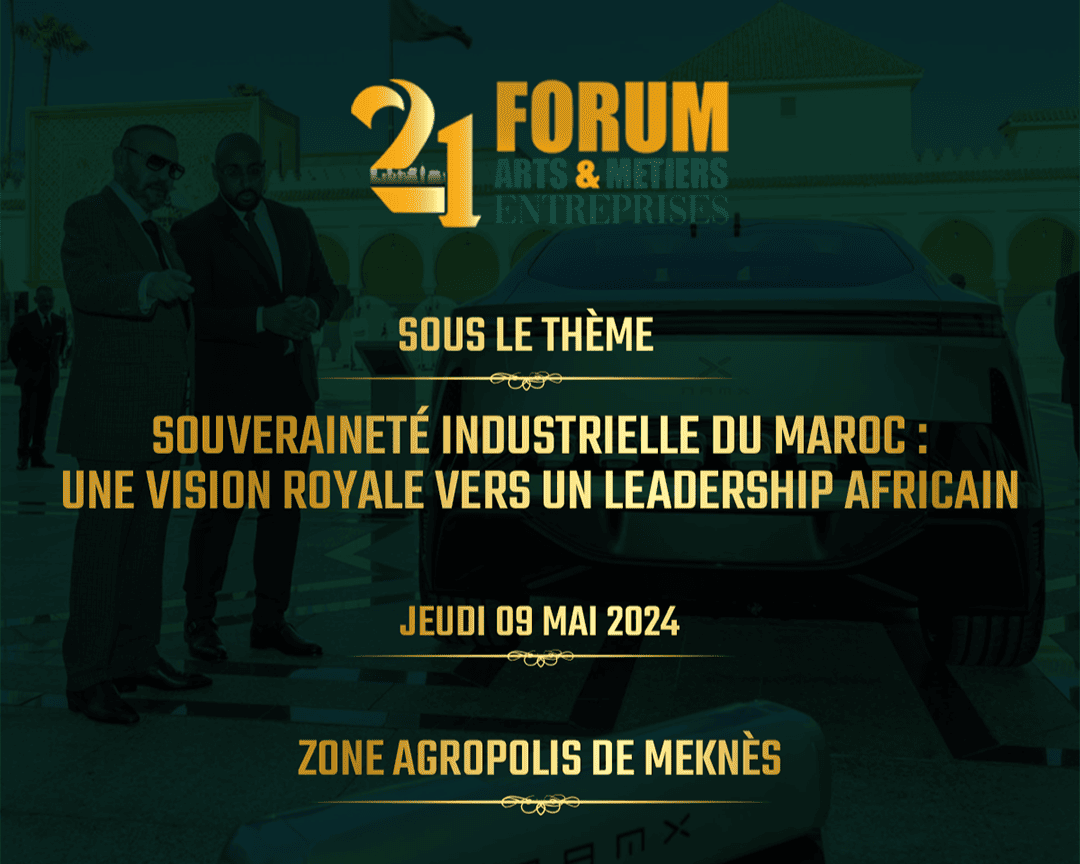 21 FORUM
ARTS & METIERS
ENTREPRISES
SOUS LE THÈME
SOUVERAINETÉ INDUSTRIELLE DU MAROC :
UNE VISION ROYALE VERS UN LEADERSHIP AFRICAIN
JEUDI 09 MAI 2024
ZONE AGROPOLIS DE MEKNÈS